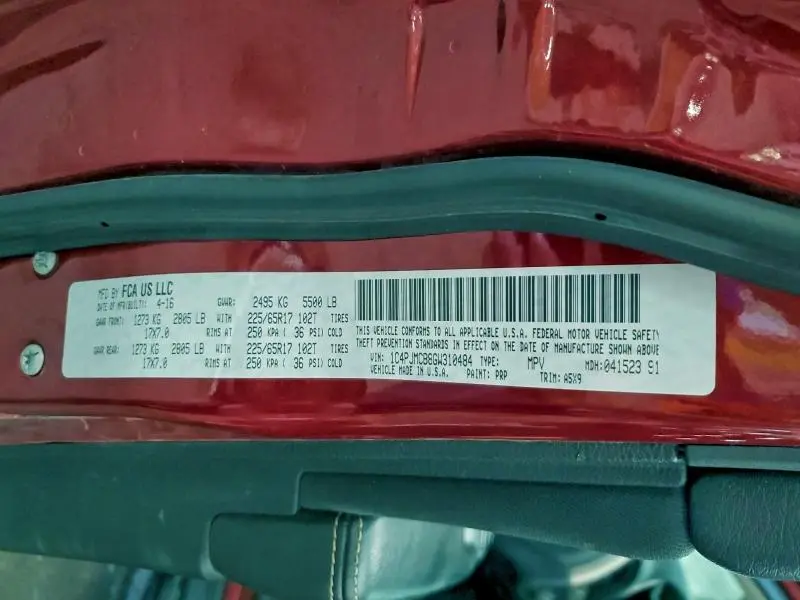 MFD BY FCA US LLC
DATE OF MFR(BUILT): 4-16 GVWR: 2495 KG 5500 LB
GAWR FRONT: 1273 KG 2805 LB WITH 225/65R17 102T TIRES
17X7.0 RIMS AT 250 KPA ( 36 PSI) COLD
GAWR REAR: 1273 KG 2805 LB WITH 225/65R17 102T TIRES
17X7.0 RIMS AT 250 KPA ( 36 PSI) COLD
THIS VEHICLE CONFORMS TO ALL APPLICABLE U.S.A. FEDERAL MOTOR VEHICLE SAFETY
THEFT PREVENTION STANDARDS IN EFFECT ON THE DATE OF MANUFACTURE SHOWN ABOVE
VIN: 1C4PJMCB8GW310484 TYPE: MPV MDH: 041523 91
VEHICLE MADE IN U.S.A. PAINT: PRP TRIM: A5X9